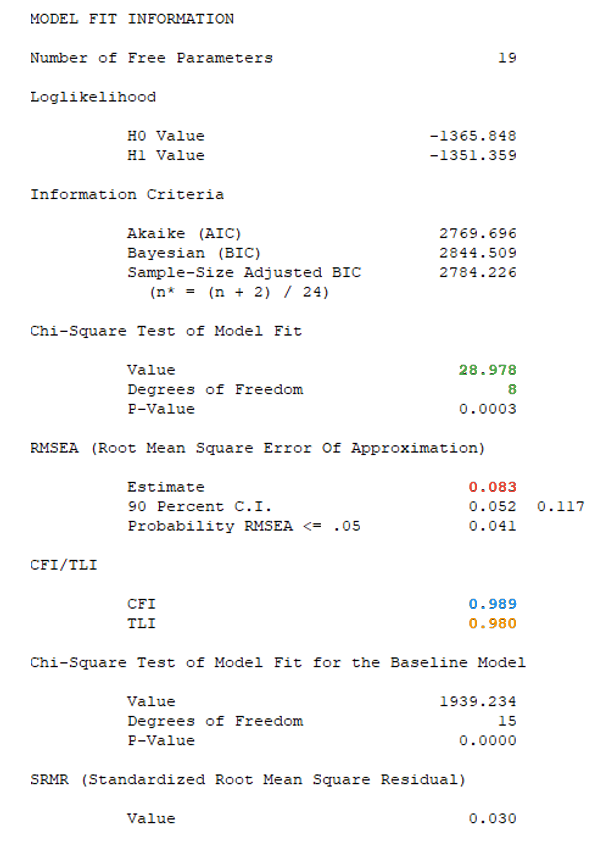 MODEL FIT INFORMATION
Number of Free Parameters 19
Loglikelihood
H0 Value -1365.848
H1 Value -1351.359
Information Criteria
Akaike (AIC) 2769.696
Bayesian (BIC) 2844.509
Sample-Size Adjusted BIC 2784.226
(n* = (n + 2) / 24)
Chi-Square Test of Model Fit
Value 28.978
Degrees of Freedom 8
P-Value 0.0003
RMSEA (Root Mean Square Error Of Approximation)
Estimate 0.083
90 Percent C.I. 0.052 0.117
Probability RMSEA <= .05 0.041
CFI/TLI
CFI 0.989
TLI 0.980
Chi-Square Test of Model Fit for the Baseline Model
Value 1939.234
Degrees of Freedom 15
P-Value 0.0000
SRMR (Standardized Root Mean Square Residual)
Value 0.030